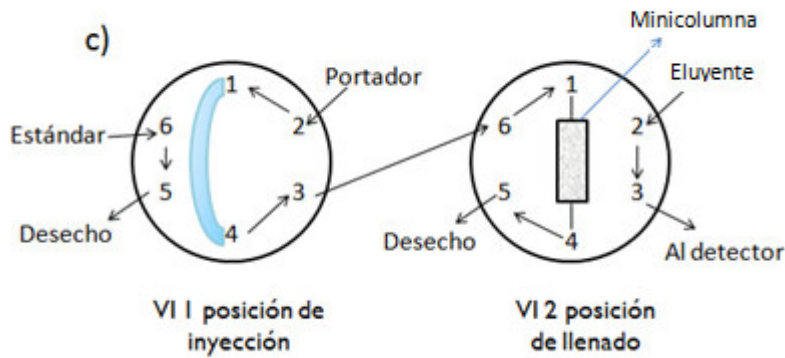 c)
Minicolumna
1
Portador
6
2
Estándar
5
3
Desecho
4
VI 1 posición de
inyección
1
Eluyente
6
2
5
3
Desecho
4
Al detector
VI 2 posición
de llenado